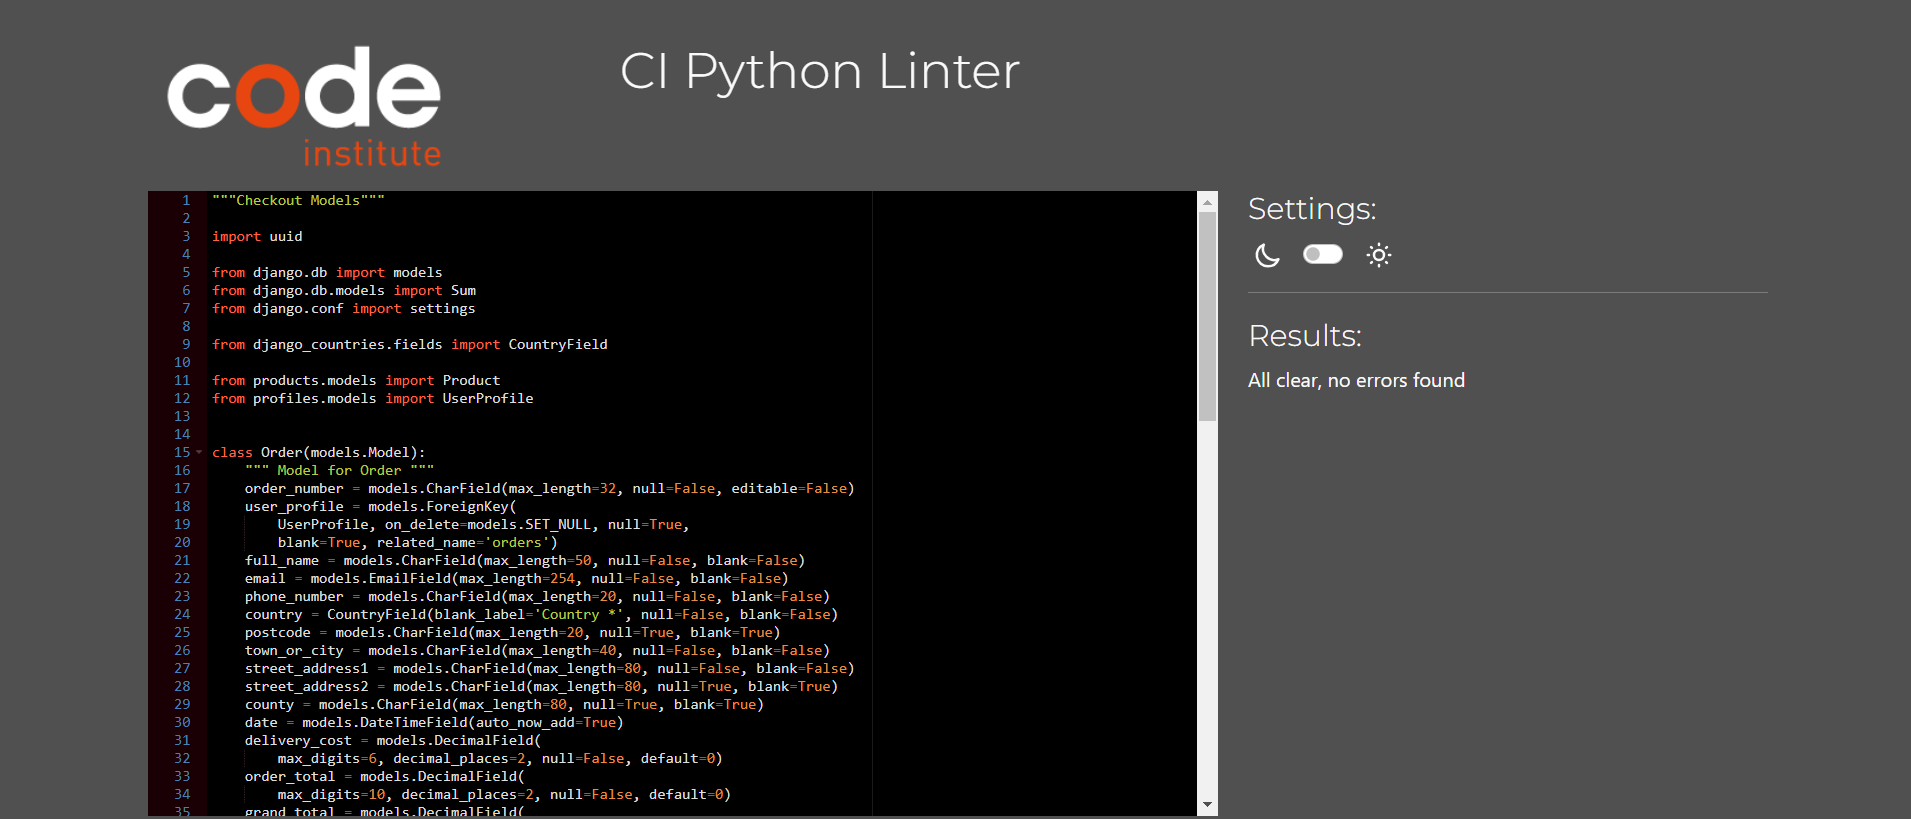 code
institute
CI Python Linter
1 """Checkout Models"""
2
3 import uuid
4
5 from django.db import models
6 from django.db.models import Sum
7 from django.conf import settings
8
9 from django_countries.fields import CountryField
10
11 from products.models import Product
12 from profiles.models import UserProfile
13
14
15 class Order(models.Model):
16     """ Model for Order """
17     order_number = models.CharField(max_length=32, null=False, editable=False)
18     user_profile = models.ForeignKey(
19         UserProfile, on_delete=models.SET_NULL, null=True,
20         blank=True, related_name='orders')
21     full_name = models.CharField(max_length=50, null=False, blank=False)
22     email = models.EmailField(max_length=254, null=False, blank=False)
23     phone_number = models.CharField(max_length=20, null=False, blank=False)
24     country = CountryField(blank_label='Country *', null=False, blank=False)
25     postcode = models.CharField(max_length=20, null=True, blank=True)
26     town_or_city = models.CharField(max_length=40, null=False, blank=False)
27     street_address1 = models.CharField(max_length=80, null=False, blank=False)
28     street_address2 = models.CharField(max_length=80, null=True, blank=True)
29     county = models.CharField(max_length=80, null=True, blank=True)
30     date = models.DateTimeField(auto_now_add=True)
31     delivery_cost = models.DecimalField(
32         max_digits=6, decimal_places=2, null=False, default=0)
33     order_total = models.DecimalField(
34         max_digits=10, decimal_places=2, null=False, default=0)
35     grand_total = models.DecimalField(
Settings:
Results:
All clear, no errors found